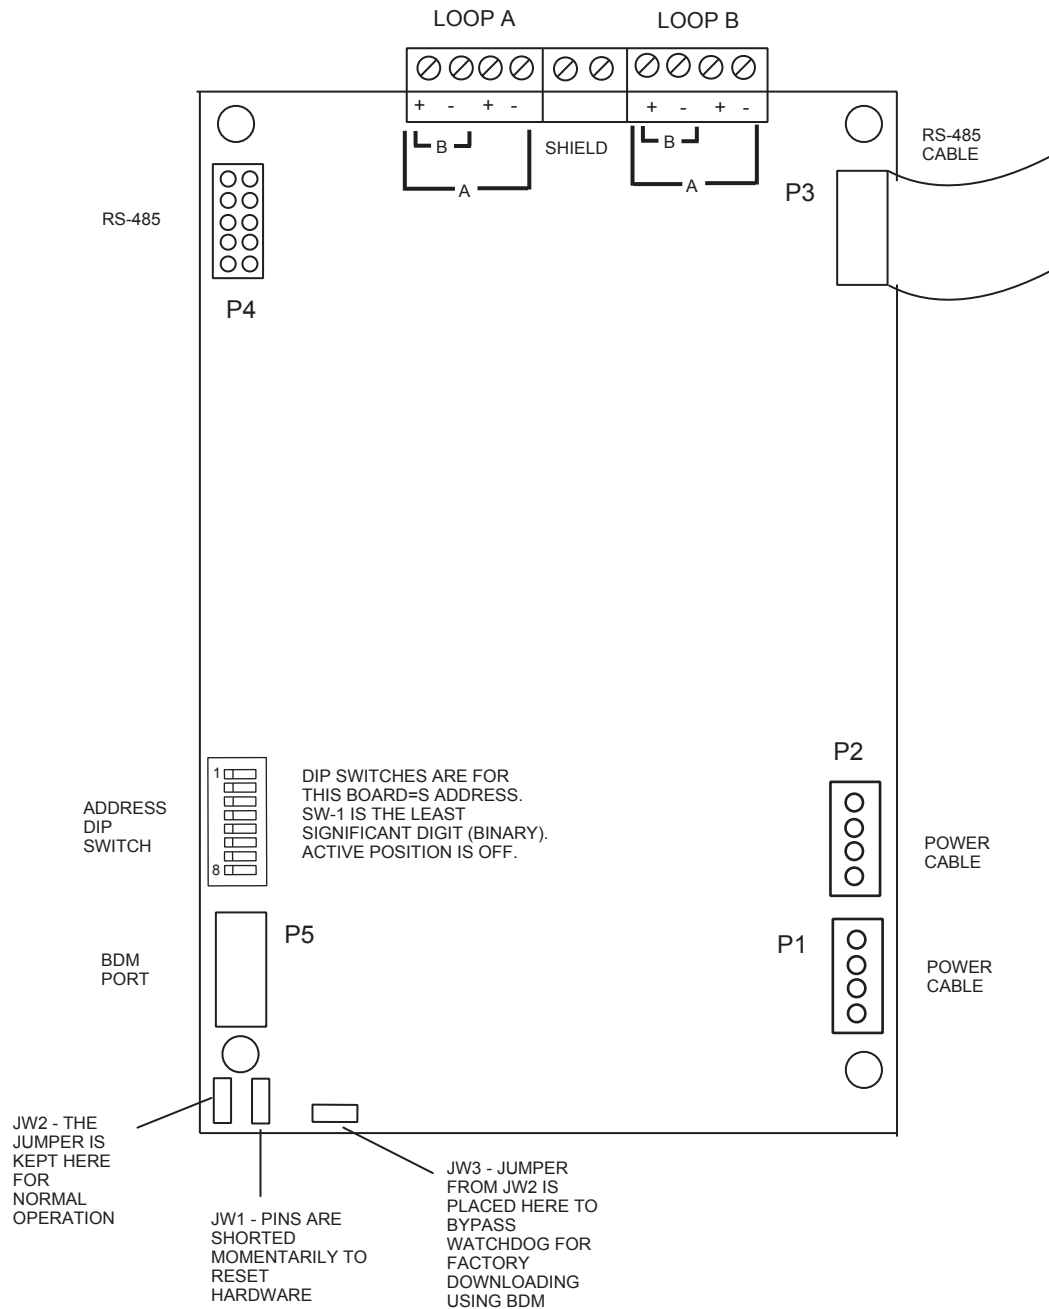 LOOP A
LOOP B
+ - + -
+ - + -
B
A
SHIELD
B
A
RS-485
CABLE
P3
RS-485
P4
1
8
ADDRESS
DIP
SWITCH
DIP SWITCHES ARE FOR
THIS BOARD=S ADDRESS.
SW-1 IS THE LEAST
SIGNIFICANT DIGIT (BINARY).
ACTIVE POSITION IS OFF.
P2
POWER
CABLE
P5
BDM
PORT
P1
POWER
CABLE
JW2 - THE
JUMPER IS
KEPT HERE
FOR
NORMAL
OPERATION
JW1 - PINS ARE
SHORTED
MOMENTARILY TO
RESET
HARDWARE
JW3 - JUMPER
FROM JW2 IS
PLACED HERE TO
BYPASS
WATCHDOG FOR
FACTORY
DOWNLOADING
USING BDM